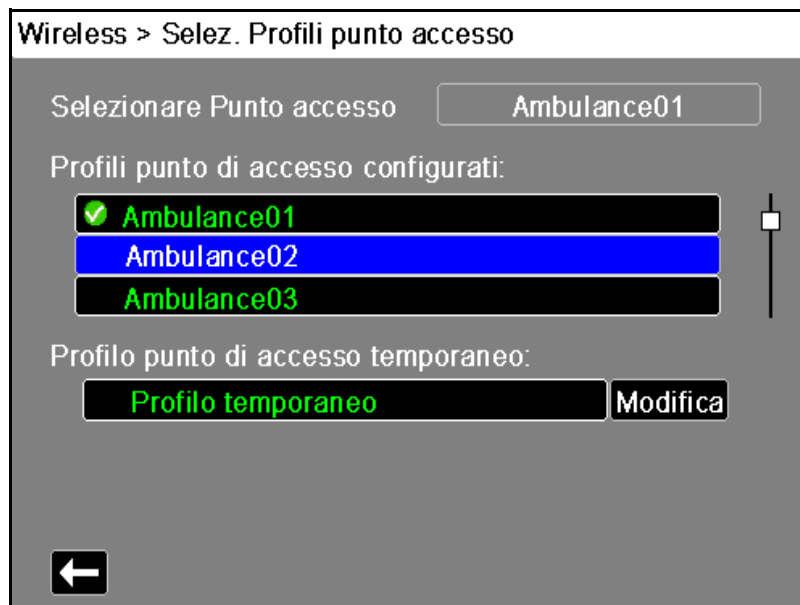 Wireless > Selez. Profili punto accesso
Selezionare Punto accesso Ambulance01
Profili punto di accesso configurati:
Ambulance01
Ambulance02
Ambulance03
Profilo punto di accesso temporaneo:
Profilo temporaneo Modifica